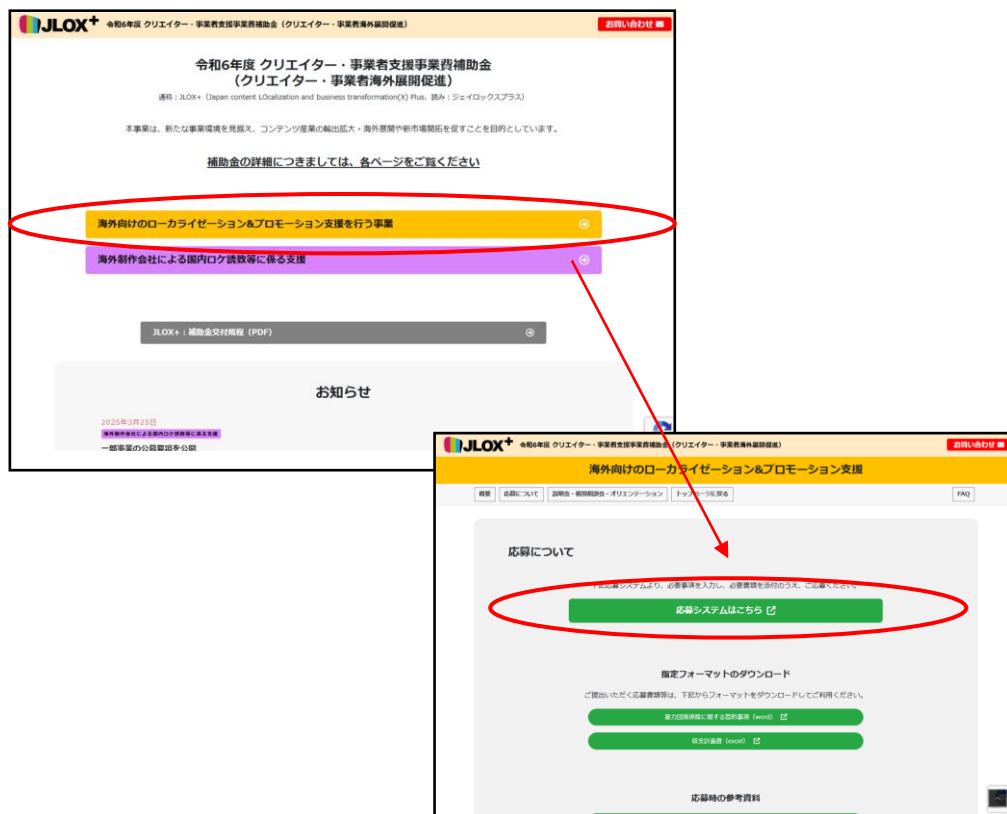 JLOX+ 令和6年度 クリエイター・事業者支援事業費補助金（クリエイター・事業者海外展開促進）
お問い合わせ
令和6年度 クリエイター・事業者支援事業費補助金
（クリエイター・事業者海外展開促進）
通称：JLOX+（Japan content LOcalization and business transformation(X) Plus、読み：ジェイロックスプラス）
本事業は、新たな事業環境を見据え、コンテンツ産業の輸出拡大・海外展開や新市場開拓を促すことを目的としています。
補助金の詳細につきましては、各ページをご覧ください
海外向けのローカライゼーション&プロモーション支援を行う事業
海外制作会社による国内ロケ誘致等に係る支援
JLOX+：補助金交付規程（PDF）
お知らせ
2025年3月25日
海外制作会社による国内ロケ誘致等に係る支援
一部事業の公募要項を公開
JLOX+ 令和6年度 クリエイター・事業者支援事業費補助金（クリエイター・事業者海外展開促進）
お問い合わせ
海外向けのローカライゼーション&プロモーション支援
概要 応募について 説明会・個別相談会・オリエンテーション トップページに戻る FAQ
応募について
下記応募システムより、必要事項を入力し、必要書類を添付のうえ、ご応募ください。
応募システムはこちら
指定フォーマットのダウンロード
ご提出いただく応募書類等は、下記からフォーマットをダウンロードしてご利用ください。
暴力団等排除に関する誓約事項（word）
収支計画書（excel）
応募時の参考資料